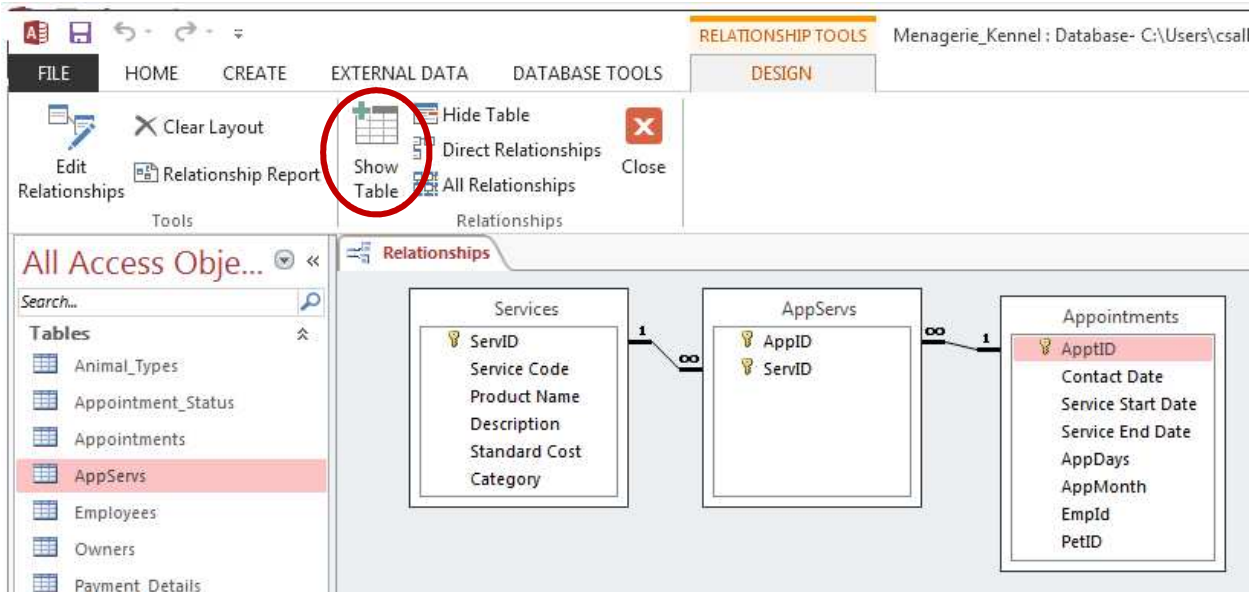 RELATIONSHIP TOOLS Menagerie_Kennel : Database- C:\Users\csall
FILE HOME CREATE EXTERNAL DATA DATABASE TOOLS DESIGN
Edit Relationships
Clear Layout
Relationship Report
Tools
Show Table
Hide Table
Direct Relationships
All Relationships
Close
Relationships
All Access Obje... «
Search...
Tables
Animal_Types
Appointment_Status
Appointments
AppServs
Employees
Owners
Payment_Details
Relationships
Services
ServID
Service Code
Product Name
Description
Standard Cost
Category
1
∞
AppServs
AppID
ServID
∞
1
Appointments
ApptID
Contact Date
Service Start Date
Service End Date
AppDays
AppMonth
EmpId
PetID